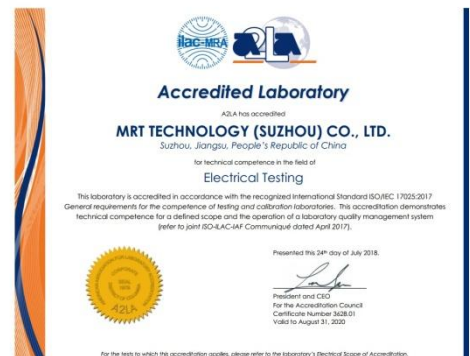 ilac-MRA
A2LA
Accredited Laboratory
A2LA has accredited
MRT TECHNOLOGY (SUZHOU) CO., LTD.
Suzhou, Jiangsu, People's Republic of China
for technical competence in the field of
Electrical Testing
This laboratory is accredited in accordance with the recognized International Standard ISO/IEC 17025:2017
General requirements for the competence of testing and calibration laboratories. This accreditation demonstrates
technical competence for a defined scope and the operation of a laboratory quality management system
(refer to joint ISO-ILAC-IAF Communiqué dated April 2017).
Presented this 24th day of July 2018.
President and CEO
For the Accreditation Council
Certificate Number 3628.01
Valid to August 31, 2020
CORPORATE
SEAL
1978
A2LA
For the tests to which this accreditation applies, please refer to the laboratory's Electrical Scope of Accreditation.